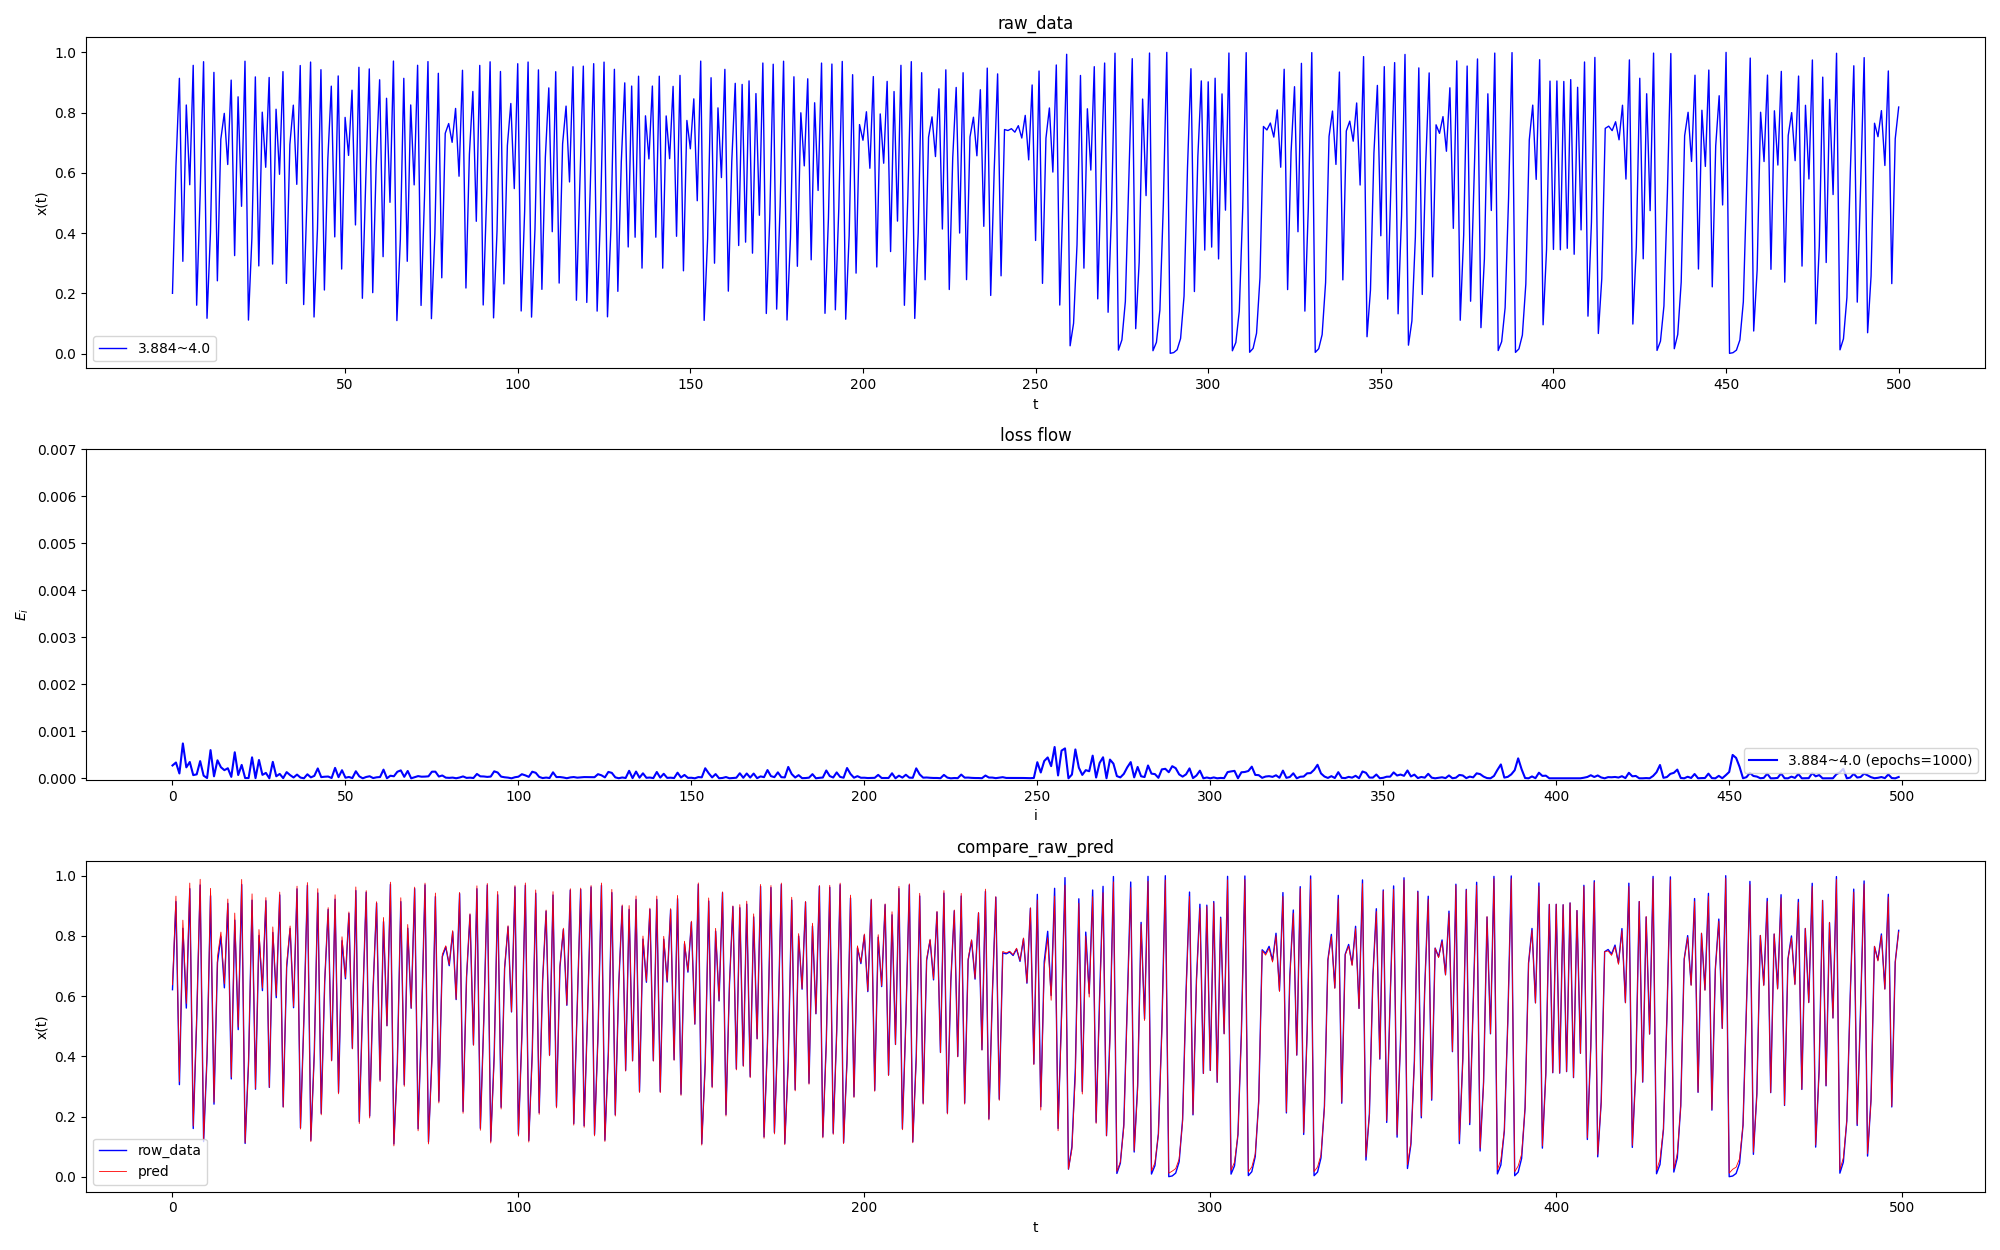 raw_data
1.0
0.8
0.6
0.4
0.2
0.0
x(t)
3.884~4.0
50 100 150 200 250 300 350 400 450 500
t
loss flow
0.007
0.006
0.005
0.004
0.003
0.002
0.001
0.000
E_i
3.884~4.0 (epochs=1000)
0 50 100 150 200 250 300 350 400 450 500
i
compare_raw_pred
1.0
0.8
0.6
0.4
0.2
0.0
x(t)
row_data
pred
0 100 200 300 400 500
t